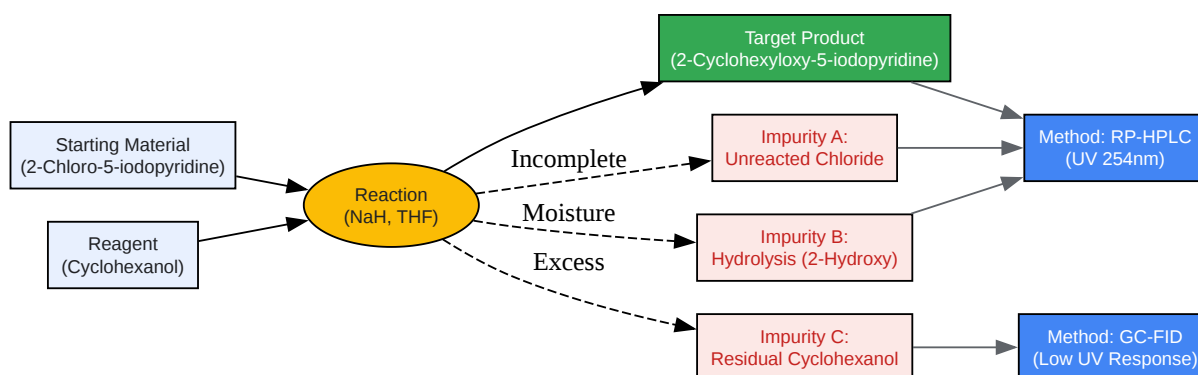 Starting Material
(2-Chloro-5-iodopyridine)
Reagent
(Cyclohexanol)
Reaction
(NaH, THF)
Incomplete
Moisture
Excess
Target Product
(2-Cyclohexyloxy-5-iodopyridine)
Impurity A:
Unreacted Chloride
Impurity B:
Hydrolysis (2-Hydroxy)
Impurity C:
Residual Cyclohexanol
Method: RP-HPLC
(UV 254nm)
Method: GC-FID
(Low UV Response)